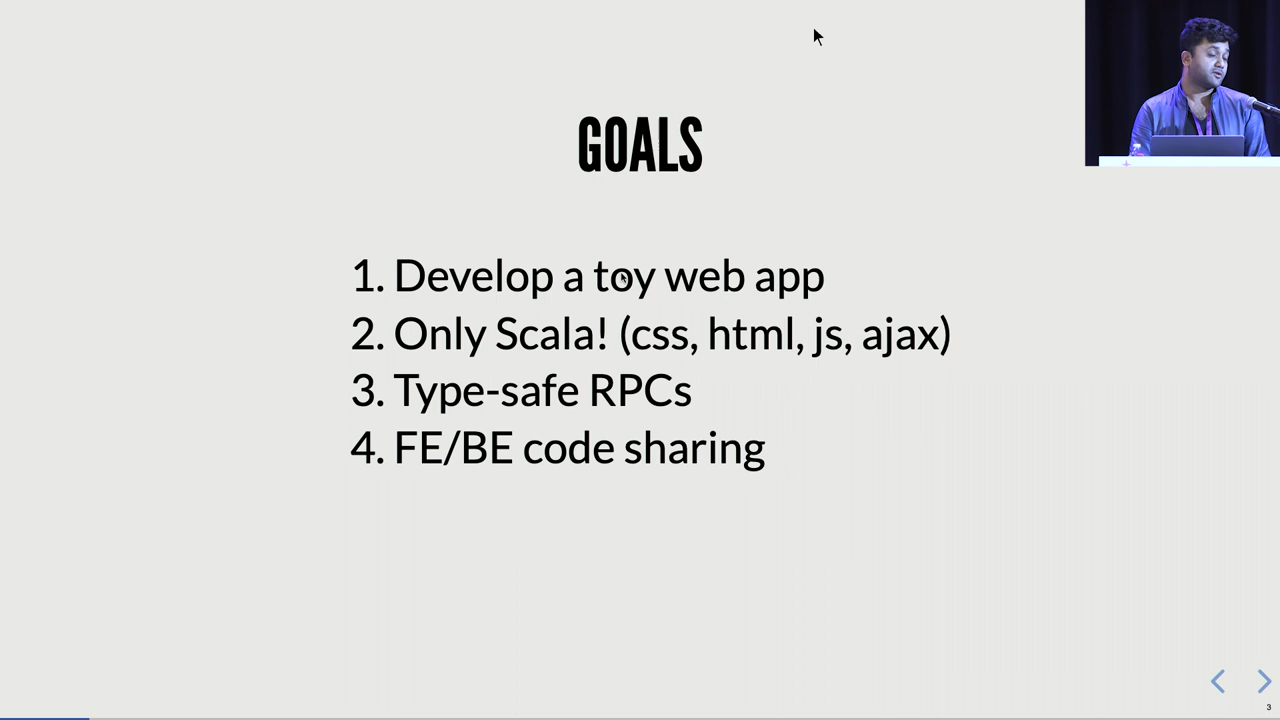 GOALS
1. Develop a toy web app
2. Only Scala! (css, html, js, ajax)
3. Type-safe RPCs
4. FE/BE code sharing
3